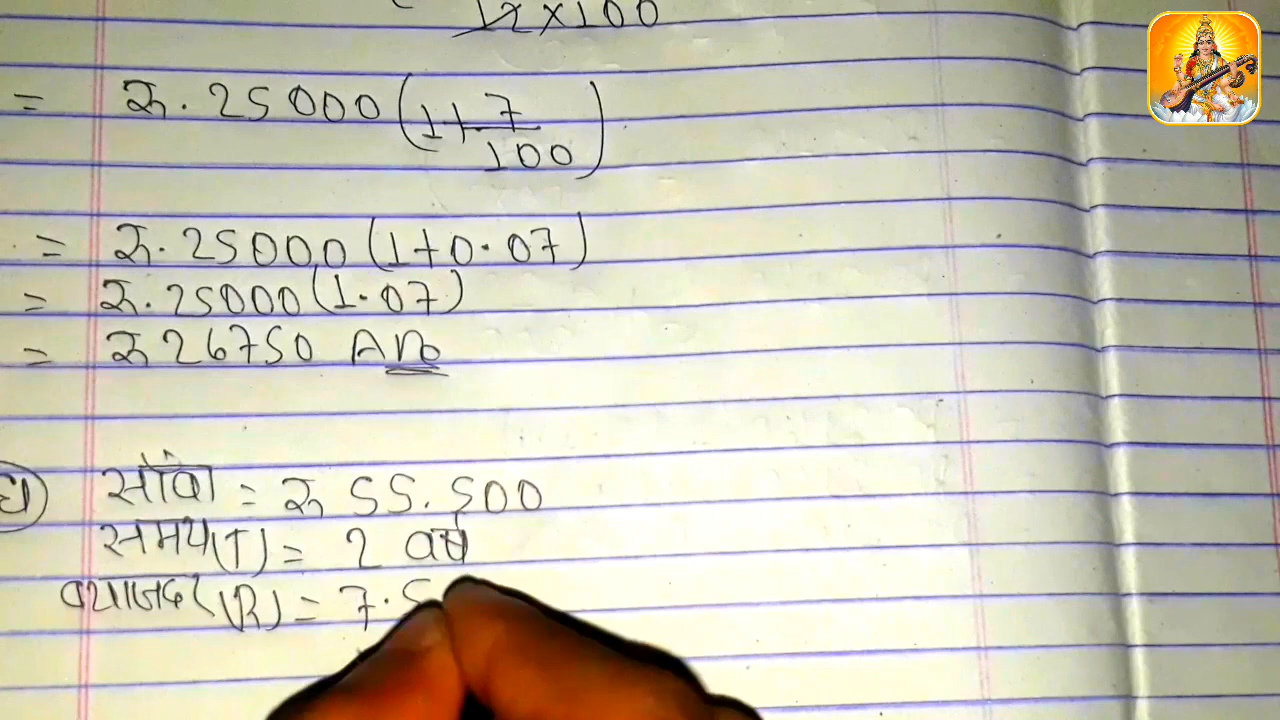 12 × 100
= रु. 25000 (1 + 7/100)
= रु. 25000 (1+0.07)
= रु. 25000 (1.07)
= रु 26750 Ans
घ साँवा = रु 55.500
समय (T) = 2 वर्ष
ब्याजदर (R) = 7.5